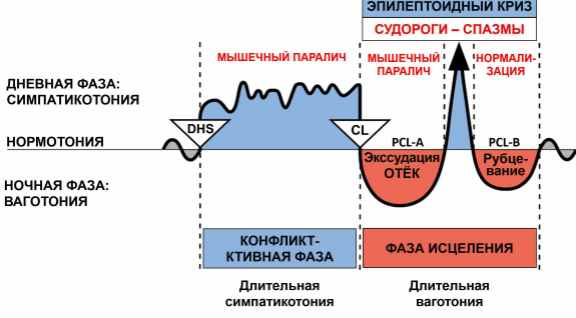 ЭПИЛЕПТОИДНЫЙ КРИЗ
СУДОРОГИ – СПАЗМЫ
МЫШЕЧНЫЙ ПАРАЛИЧ
МЫШЕЧНЫЙ
ПАРАЛИЧ
НОРМАЛИ-
ЗАЦИЯ
ДНЕВНАЯ ФАЗА:
СИМПАТИКОТОНИЯ
DHS
CL
НОРМОТОНИЯ
PCL-A
PCL-B
Экссудация
ОТЁК
Рубце-
вание
НОЧНАЯ ФАЗА:
ВАГОТОНИЯ
КОНФЛИКТ-
КТИВНАЯ ФАЗА
ФАЗА ИСЦЕЛЕНИЯ
Длительная
симпатикотония
Длительная
ваготония